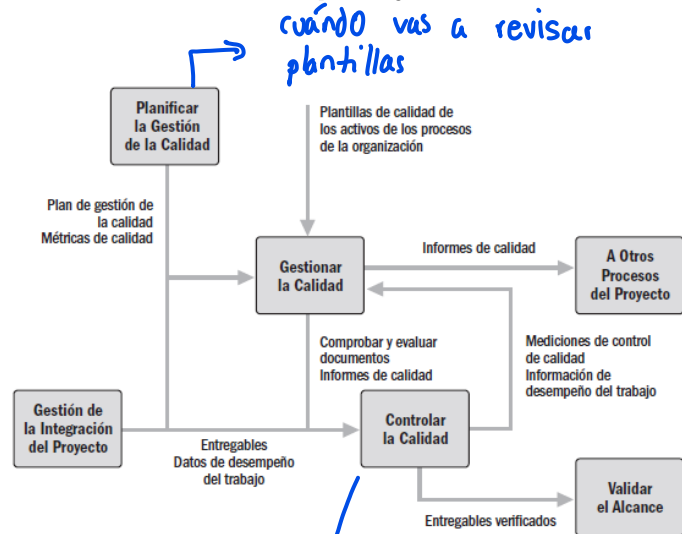 cuándo vas a revisar
plantillas
Planificar
la Gestión
de la Calidad
Plantillas de calidad de
los activos de los procesos
de la organización
Plan de gestión de
la calidad
Métricas de calidad
Gestionar
la Calidad
Informes de calidad
A Otros
Procesos
del Proyecto
Comprobar y evaluar
documentos
Informes de calidad
Mediciones de control
de calidad
Información de
desempeño del trabajo
Gestión de
la Integración
del Proyecto
Entregables
Datos de desempeño
del trabajo
Controlar
la Calidad
Entregables verificados
Validar
el Alcance